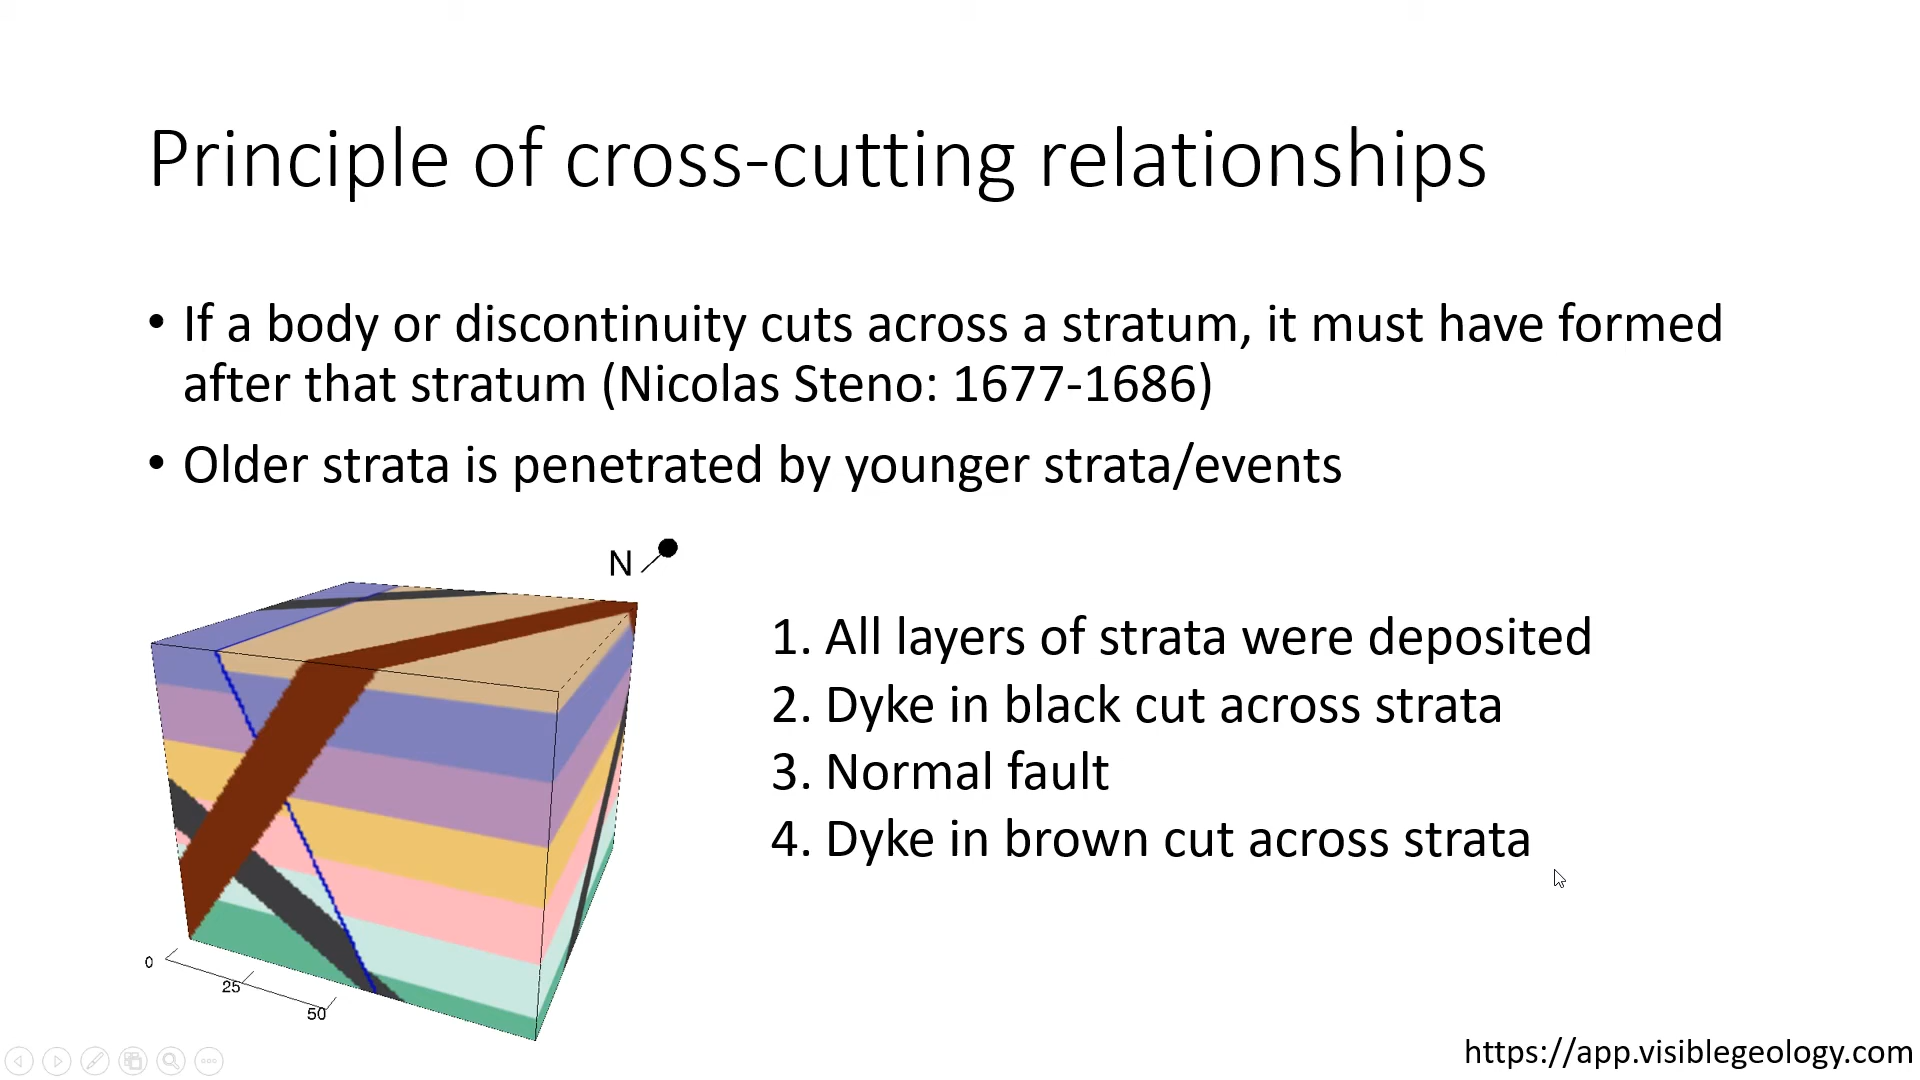 Principle of cross-cutting relationships
• If a body or discontinuity cuts across a stratum, it must have formed
after that stratum (Nicolas Steno: 1677-1686)
• Older strata is penetrated by younger strata/events
N
1. All layers of strata were deposited
2. Dyke in black cut across strata
3. Normal fault
4. Dyke in brown cut across strata
0
25
50
https://app.visiblegeology.com